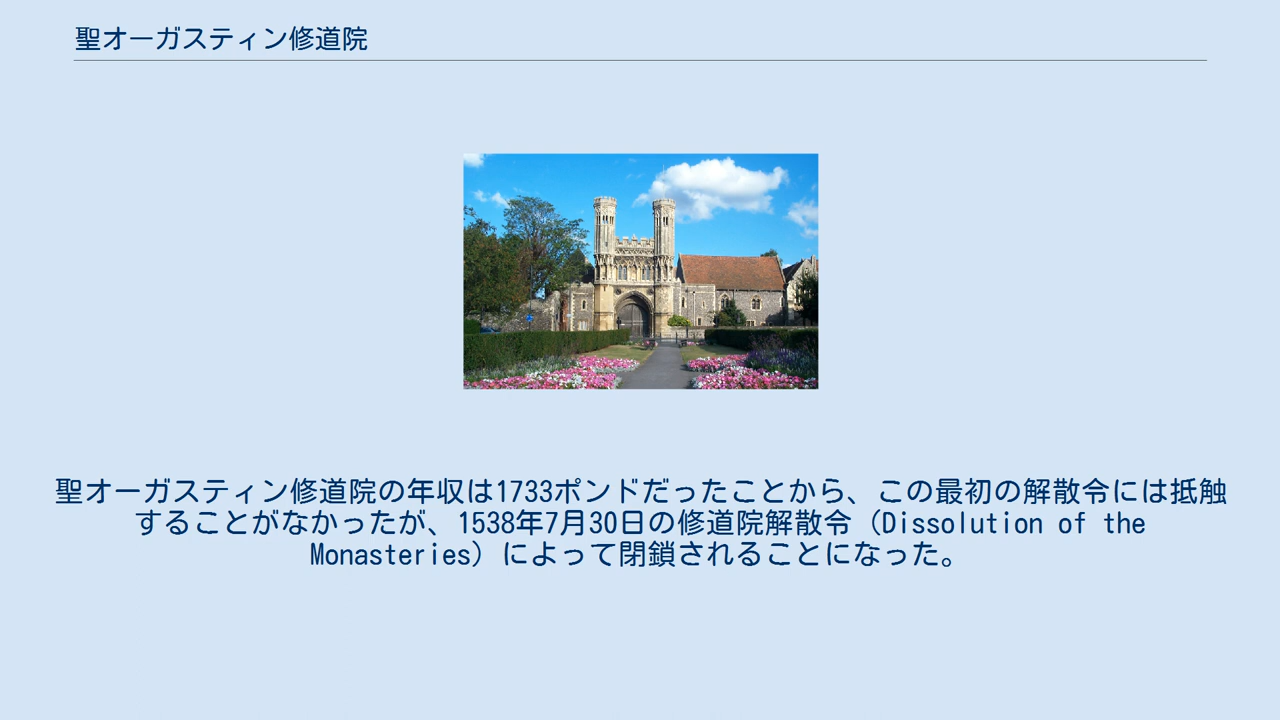 聖オーガスティン修道院
聖オーガスティン修道院の年収は1733ポンドだったことから、この最初の解散令には抵触
することがなかったが、1538年7月30日の修道院解散令（Dissolution of the
Monasteries）によって閉鎖されることになった。